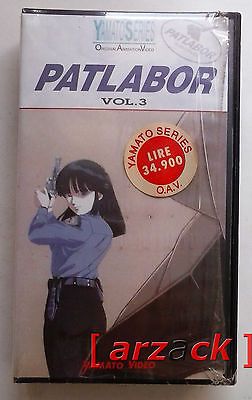 YAMATO SERIES
ORIGINAL ANIMATION VIDEO
PATLABOR
PATLABOR
VOL.3
YAMATO SERIES
LIRE
34.900
O.A.V.
[ arzack ]
YAMATO VIDEO